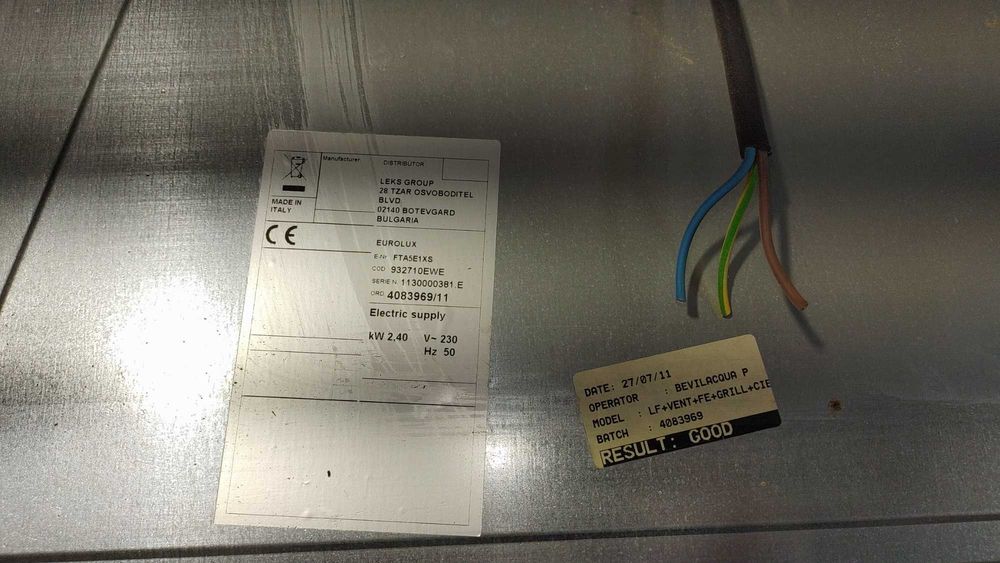 Manufacturer
DISTRIBUTOR
MADE IN
ITALY
LEKS GROUP
28 TZAR OSVOBODITEL
BLVD.
02140 BOTEVGARD
BULGARIA
CE
EUROLUX
E-Nr. FTA5E1XS
COD 932710EWE
SERIE N. 1130000381.E
ORD. 4083969/11
Electric supply
kW 2,40 V~ 230
Hz 50
DATE: 27/07/11
OPERATOR : BEVILACQUA P
MODEL : LF+VENT+FE+GRILL+CIE
BATCH : 4083969
RESULT: GOOD